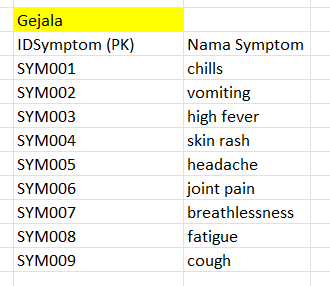 Gejala
IDSymptom (PK) Nama Symptom
SYM001 chills
SYM002 vomiting
SYM003 high fever
SYM004 skin rash
SYM005 headache
SYM006 joint pain
SYM007 breathlessness
SYM008 fatigue
SYM009 cough